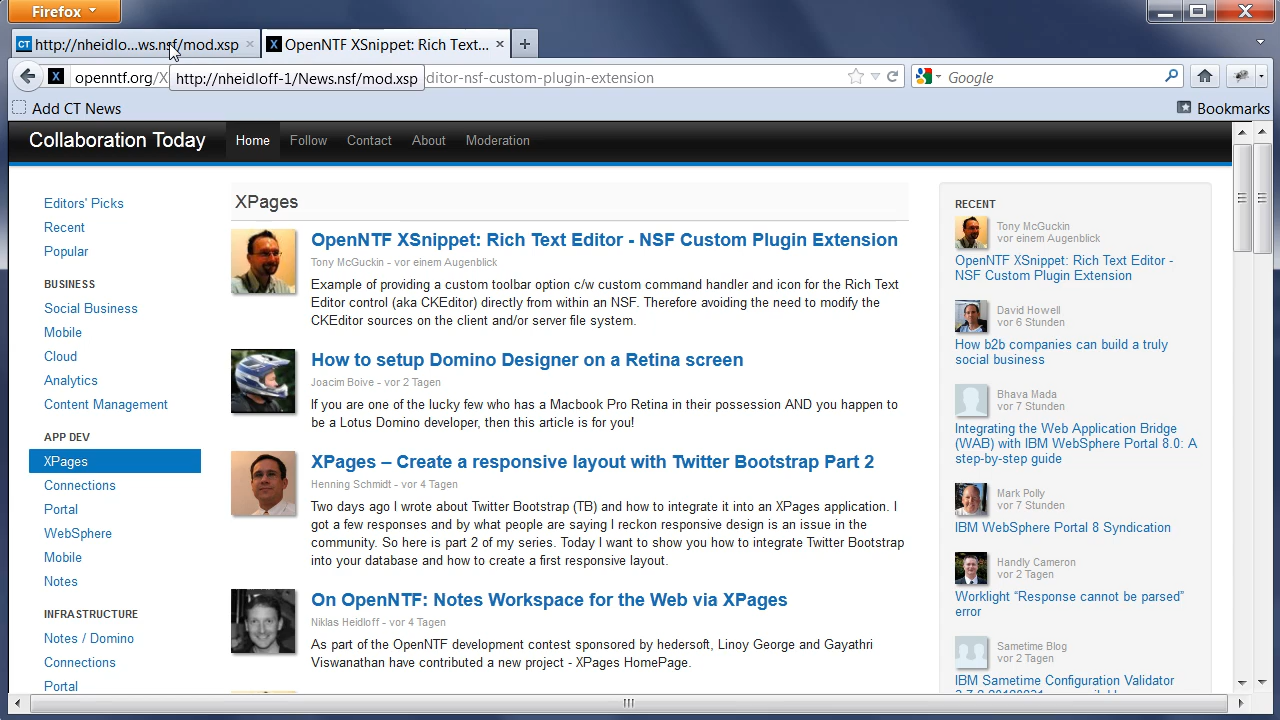 Firefox
CT http://nheidlo...ws.nsf/mod.xsp
X OpenNTF XSnippet: Rich Text...
X openntf.org/X
http://nheidloff-1/News.nsf/mod.xsp
editor-nsf-custom-plugin-extension
Google
Add CT News
Bookmarks
Collaboration Today
Home
Follow
Contact
About
Moderation
Editors' Picks
Recent
Popular
BUSINESS
Social Business
Mobile
Cloud
Analytics
Content Management
APP DEV
XPages
Connections
Portal
WebSphere
Mobile
Notes
INFRASTRUCTURE
Notes / Domino
Connections
Portal
XPages
OpenNTF XSnippet: Rich Text Editor - NSF Custom Plugin Extension
Tony McGuckin - vor einem Augenblick
Example of providing a custom toolbar option c/w custom command handler and icon for the Rich Text
Editor control (aka CKEditor) directly from within an NSF. Therefore avoiding the need to modify the
CKEditor sources on the client and/or server file system.
How to setup Domino Designer on a Retina screen
Joacim Boive - vor 2 Tagen
If you are one of the lucky few who has a Macbook Pro Retina in their possession AND you happen to
be a Lotus Domino developer, then this article is for you!
XPages – Create a responsive layout with Twitter Bootstrap Part 2
Henning Schmidt - vor 4 Tagen
Two days ago I wrote about Twitter Bootstrap (TB) and how to integrate it into an XPages application. I
got a few responses and by what people are saying I reckon responsive design is an issue in the
community. So here is part 2 of my series. Today I want to show you how to integrate Twitter Bootstrap
into your database and how to create a first responsive layout.
On OpenNTF: Notes Workspace for the Web via XPages
Niklas Heidloff - vor 4 Tagen
As part of the OpenNTF development contest sponsored by hedersoft, Linoy George and Gayathri
Viswanathan have contributed a new project - XPages HomePage.
RECENT
Tony McGuckin
vor einem Augenblick
OpenNTF XSnippet: Rich Text Editor -
NSF Custom Plugin Extension
David Howell
vor 6 Stunden
How b2b companies can build a truly
social business
Bhava Mada
vor 7 Stunden
Integrating the Web Application Bridge
(WAB) with IBM WebSphere Portal 8.0: A
step-by-step guide
Mark Polly
vor 7 Stunden
IBM WebSphere Portal 8 Syndication
Handly Cameron
vor 2 Tagen
Worklight “Response cannot be parsed”
error
Sametime Blog
vor 2 Tagen
IBM Sametime Configuration Validator